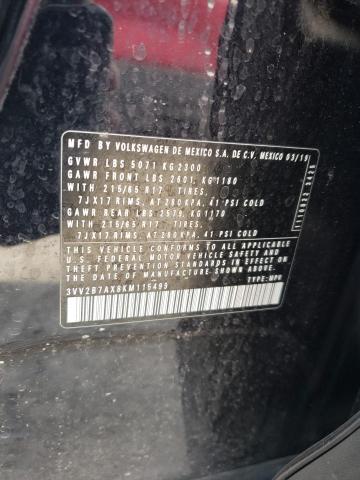 MFD BY VOLKSWAGEN DE MEXICO S.A. DE C.V. MEXICO 03/19
GVWR LBS 5071 KG 2300
GAWR FRONT LBS 2601, KG 1180
WITH 215/65 R17 TIRES,
7JX17 RIMS, AT 280 KPA, 41 PSI COLD
GAWR REAR LBS 2579, KG 1170
WITH 215/65 R17 TIRES,
7JX17 RIMS, AT 280 KPA, 41 PSI COLD
THIS VEHICLE CONFORMS TO ALL APPLICABLE
U.S. FEDERAL MOTOR VEHICLE SAFETY AND
THEFT PREVENTION STANDARDS IN EFFECT ON THE
DATE OF MANUFACTURE SHOWN ABOVE.
3VV2B7AX8KM115499
TYPE: MPV